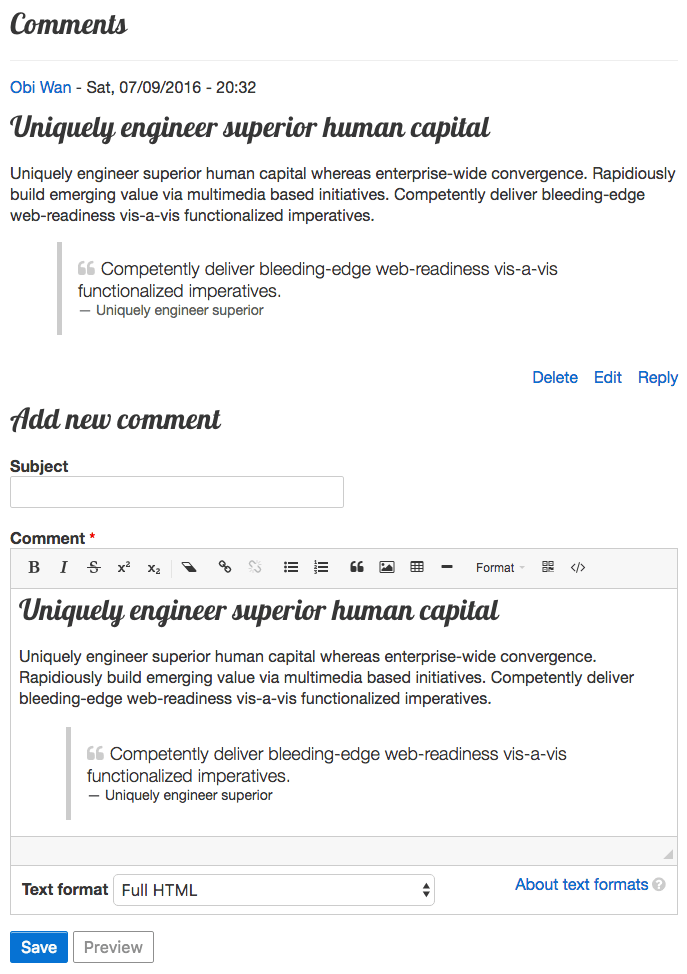 Comments
Obi Wan - Sat, 07/09/2016 - 20:32
Uniquely engineer superior human capital
Uniquely engineer superior human capital whereas enterprise-wide convergence. Rapidiously
build emerging value via multimedia based initiatives. Competently deliver bleeding-edge
web-readiness vis-a-vis functionalized imperatives.
❝ Competently deliver bleeding-edge web-readiness vis-a-vis
functionalized imperatives.
— Uniquely engineer superior
Delete Edit Reply
Add new comment
Subject
Comment *
B I S x² x₂ Format </>
Uniquely engineer superior human capital
Uniquely engineer superior human capital whereas enterprise-wide convergence.
Rapidiously build emerging value via multimedia based initiatives. Competently deliver
bleeding-edge web-readiness vis-a-vis functionalized imperatives.
❝ Competently deliver bleeding-edge web-readiness vis-a-vis
functionalized imperatives.
— Uniquely engineer superior
Text format Full HTML About text formats ?
Save Preview